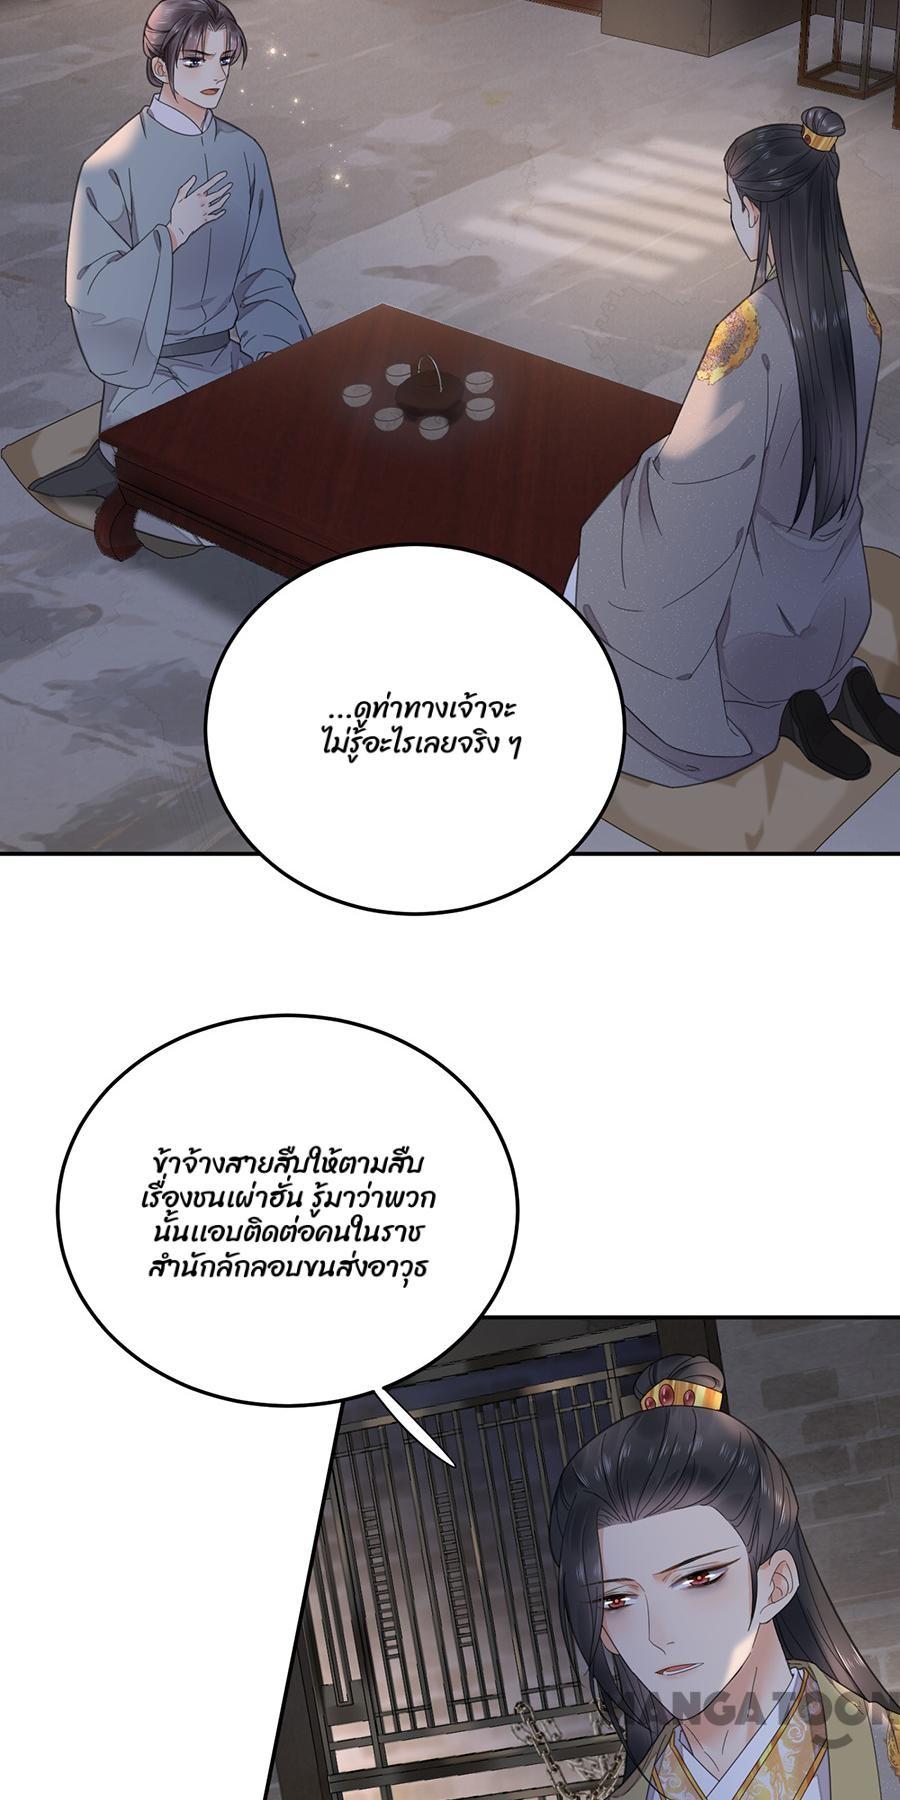 ...ดูท่าทางเจ้าจะ
ไม่รู้อะไรเลยจริง ๆ
ข้าจ้างสายสืบให้ตามสืบ
เรื่องชนเผ่าฮั่น รู้มาว่าพวก
นั้นแอบติดต่อคนในราช
สำนักลักลอบขนส่งอาวุธ
MANGATOON